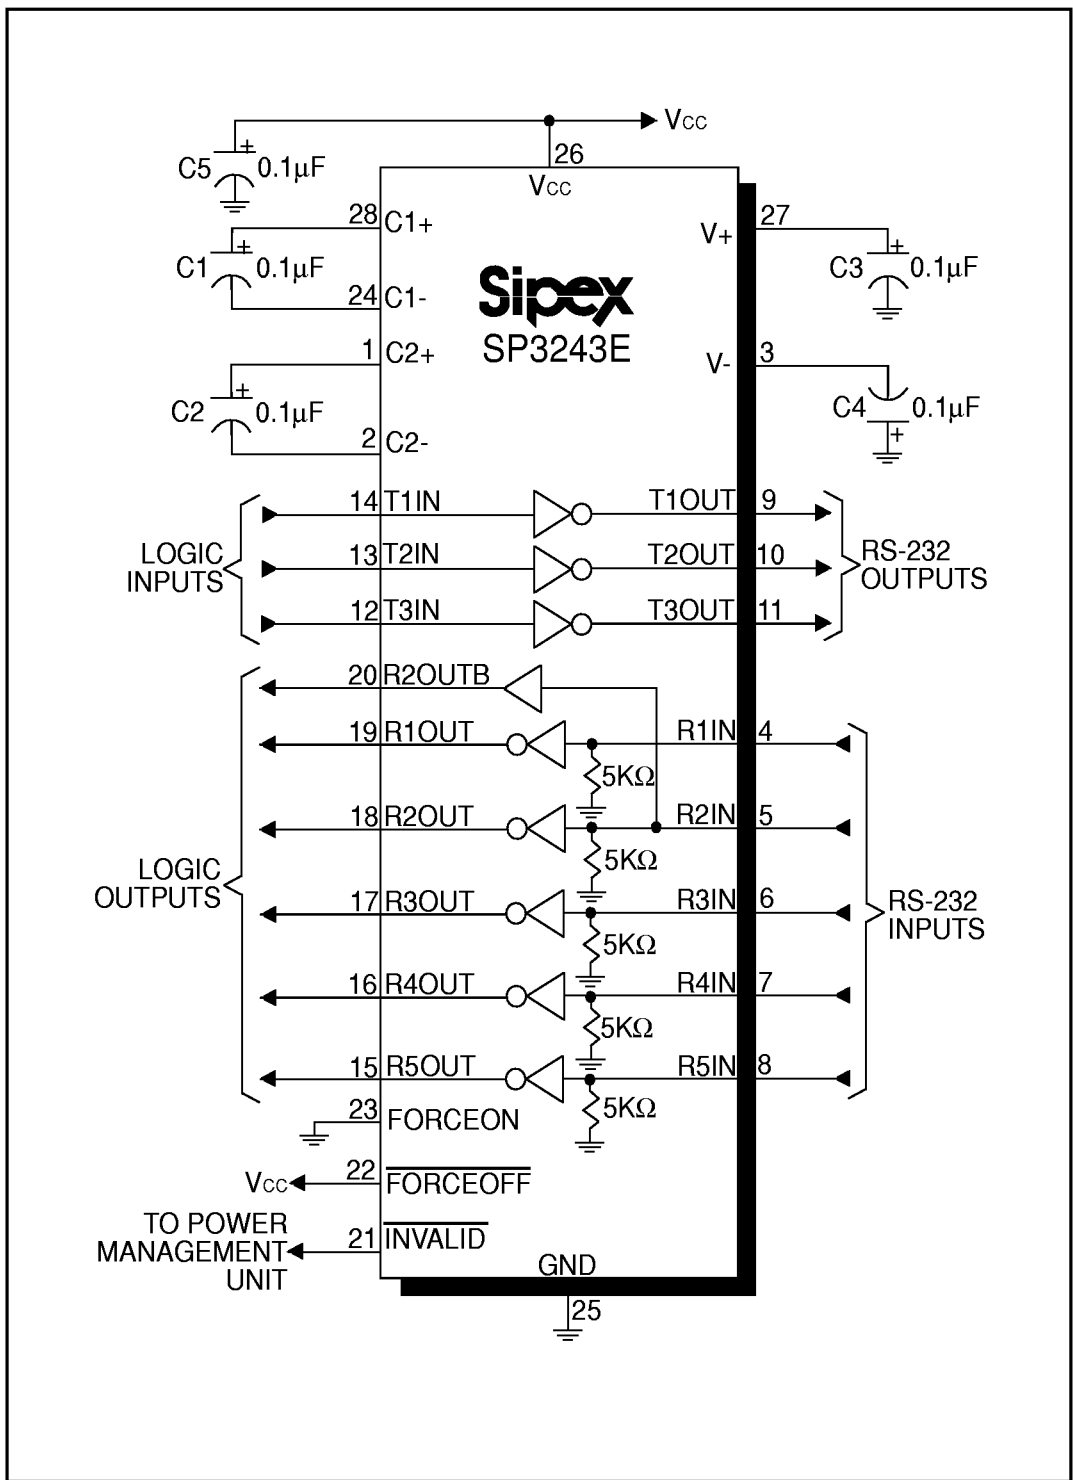 Vcc
26
C5 + 0.1µF
Vcc
28 C1+
V+ 27
C1 + 0.1µF
C3 + 0.1µF
24 C1-
Sipex
SP3243E
1 C2+
V- 3
C2 + 0.1µF
C4 0.1µF
+
2 C2-
14 T1IN T1OUT 9
LOGIC
INPUTS
13 T2IN T2OUT 10
RS-232
OUTPUTS
12 T3IN T3OUT 11
20 R2OUTB
19 R1OUT R1IN 4
5KΩ
18 R2OUT R2IN 5
5KΩ
LOGIC
OUTPUTS
17 R3OUT R3IN 6
RS-232
INPUTS
5KΩ
16 R4OUT R4IN 7
5KΩ
15 R5OUT R5IN 8
5KΩ
23 FORCEON
Vcc 22 FORCEOFF
TO POWER
MANAGEMENT
UNIT
21 INVALID
GND
25